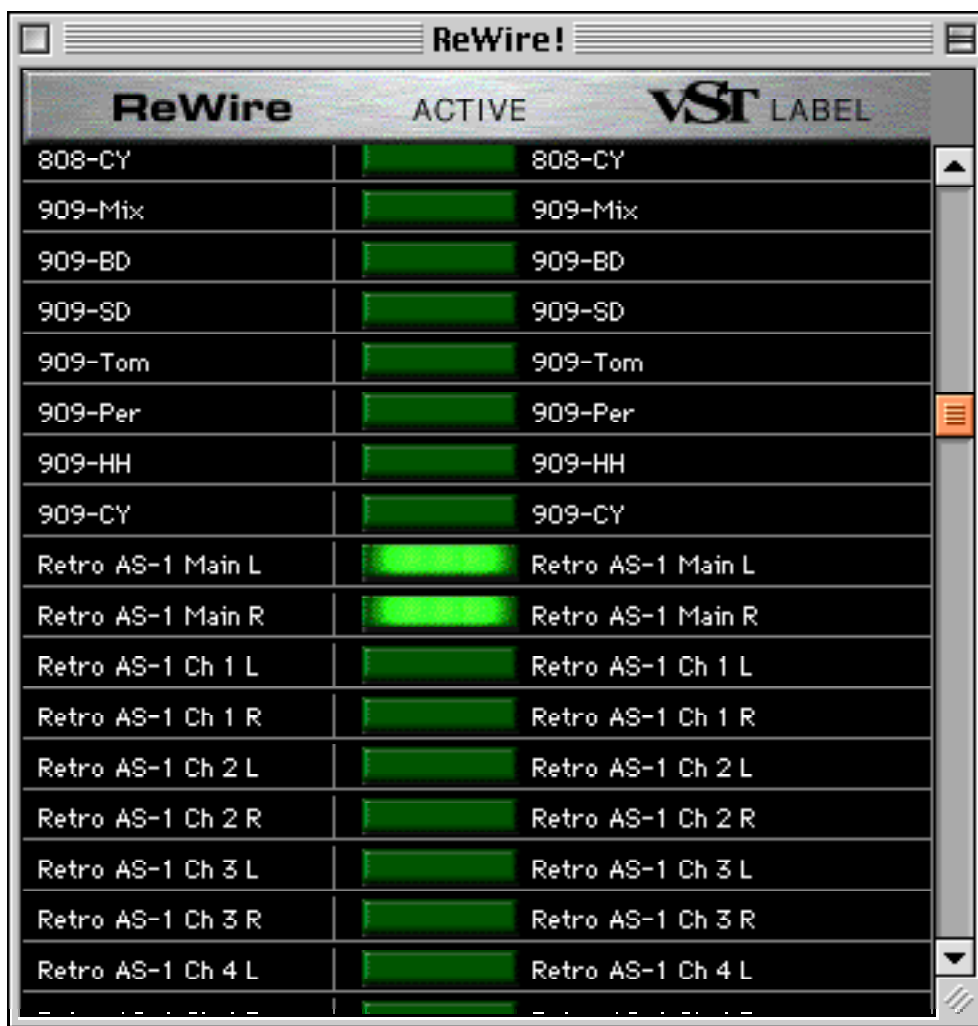 ReWire!
ReWire ACTIVE VST LABEL
808-CY 808-CY
909-Mix 909-Mix
909-BD 909-BD
909-SD 909-SD
909-Tom 909-Tom
909-Per 909-Per
909-HH 909-HH
909-CY 909-CY
Retro AS-1 Main L Retro AS-1 Main L
Retro AS-1 Main R Retro AS-1 Main R
Retro AS-1 Ch 1 L Retro AS-1 Ch 1 L
Retro AS-1 Ch 1 R Retro AS-1 Ch 1 R
Retro AS-1 Ch 2 L Retro AS-1 Ch 2 L
Retro AS-1 Ch 2 R Retro AS-1 Ch 2 R
Retro AS-1 Ch 3 L Retro AS-1 Ch 3 L
Retro AS-1 Ch 3 R Retro AS-1 Ch 3 R
Retro AS-1 Ch 4 L Retro AS-1 Ch 4 L